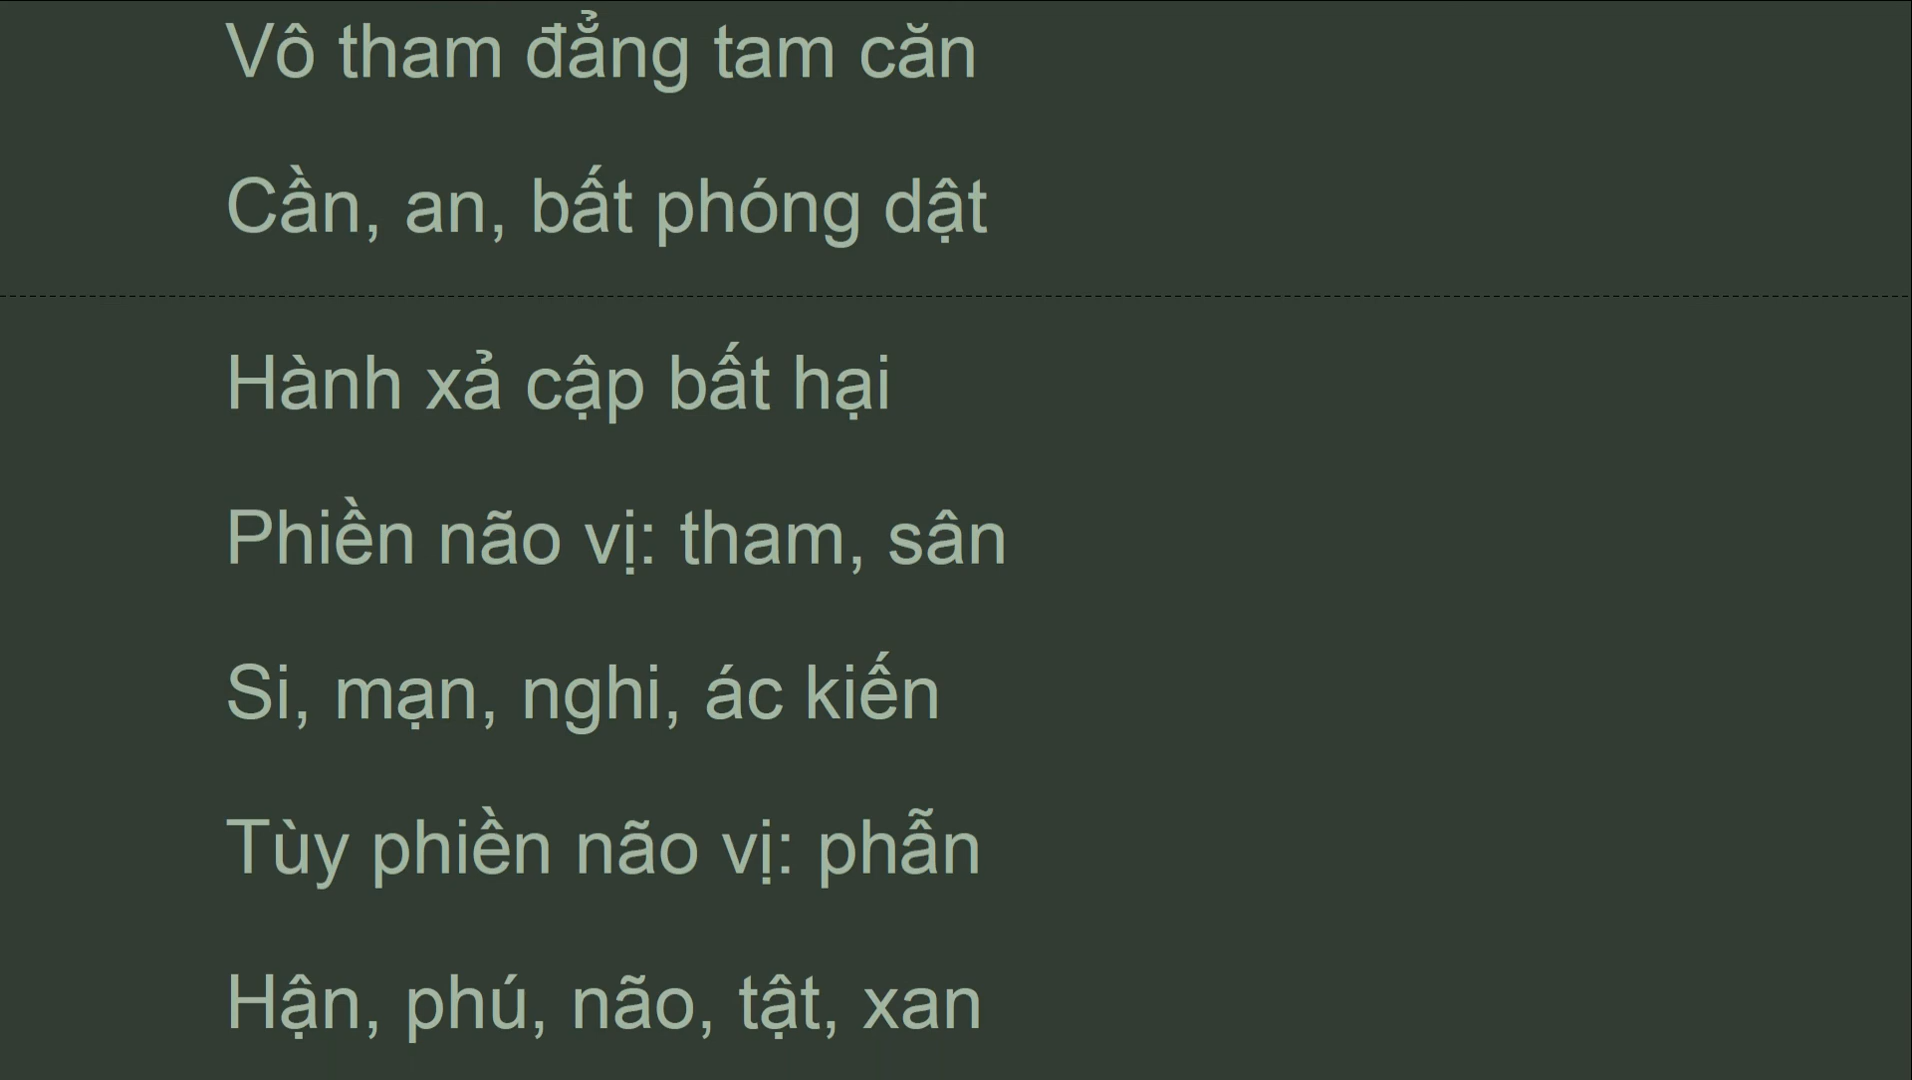 Vô tham đẳng tam căn
Cần, an, bất phóng dật
Hành xả cập bất hại
Phiền não vị: tham, sân
Si, mạn, nghi, ác kiến
Tùy phiền não vị: phẫn
Hận, phú, não, tật, xan